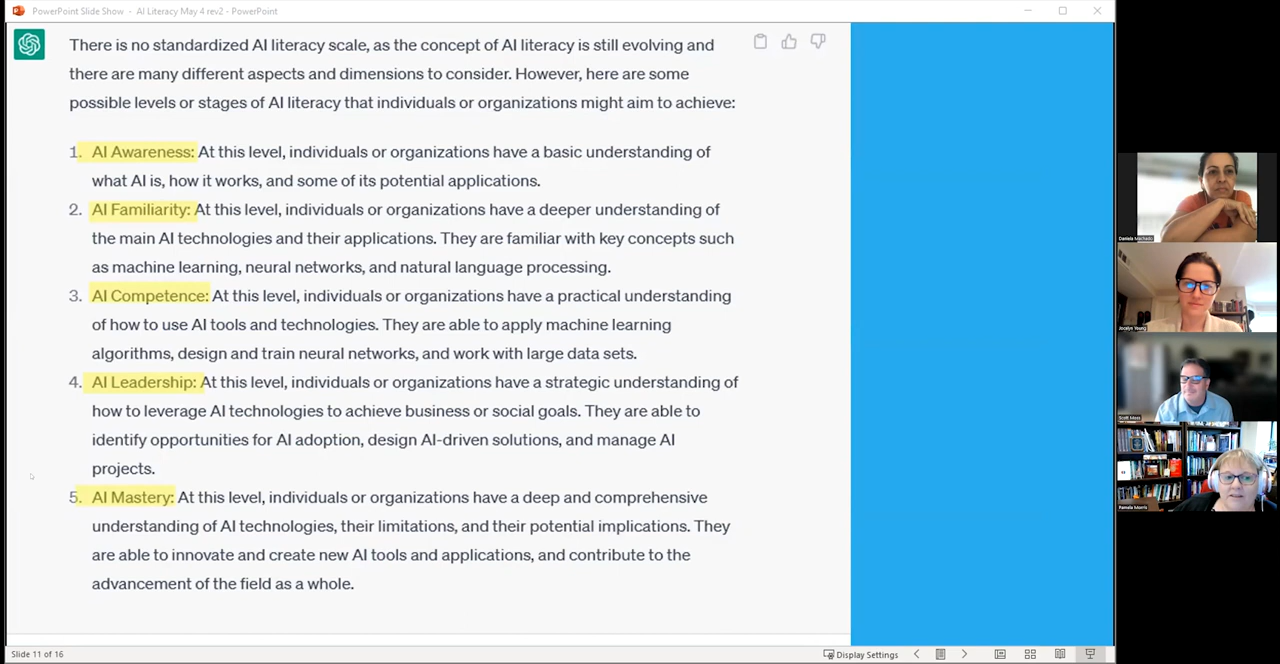 PowerPoint Slide Show - AI Literacy May 4 rev2 - PowerPoint
There is no standardized AI literacy scale, as the concept of AI literacy is still evolving and
there are many different aspects and dimensions to consider. However, here are some
possible levels or stages of AI literacy that individuals or organizations might aim to achieve:
1. AI Awareness: At this level, individuals or organizations have a basic understanding of
what AI is, how it works, and some of its potential applications.
2. AI Familiarity: At this level, individuals or organizations have a deeper understanding of
the main AI technologies and their applications. They are familiar with key concepts such
as machine learning, neural networks, and natural language processing.
3. AI Competence: At this level, individuals or organizations have a practical understanding
of how to use AI tools and technologies. They are able to apply machine learning
algorithms, design and train neural networks, and work with large data sets.
4. AI Leadership: At this level, individuals or organizations have a strategic understanding of
how to leverage AI technologies to achieve business or social goals. They are able to
identify opportunities for AI adoption, design AI-driven solutions, and manage AI
projects.
5. AI Mastery: At this level, individuals or organizations have a deep and comprehensive
understanding of AI technologies, their limitations, and their potential implications. They
are able to innovate and create new AI tools and applications, and contribute to the
advancement of the field as a whole.
Slide 11 of 16
Display Settings
Daniela Machado
Jocelyn Young
Scott Moss
Pamela Morris